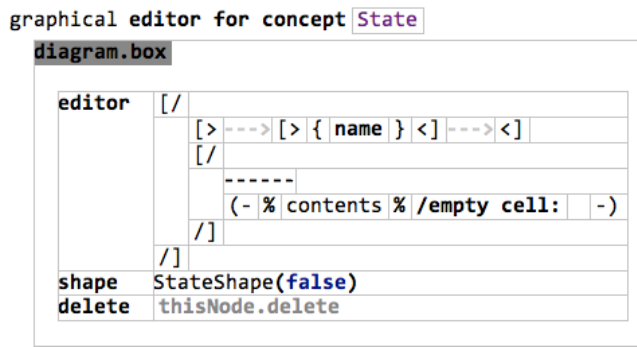 graphical editor for concept State
diagram.box
editor [/
[> ---> [> { name } <] ---> <]
[/
------
(- % contents % /empty cell: -)
/]
/]
shape StateShape(false)
delete thisNode.delete